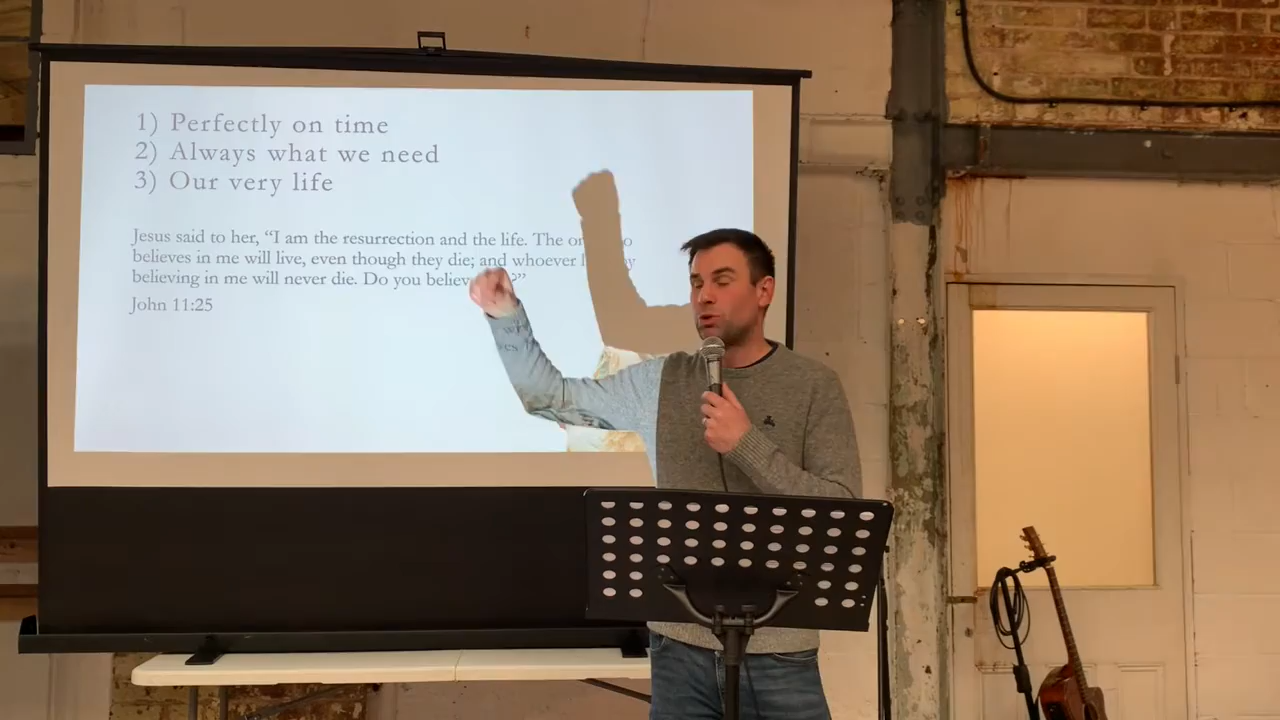 1) Perfectly on time
2) Always what we need
3) Our very life
Jesus said to her, “I am the resurrection and the life. The
believes in me will live, even though they die; and whoever
believing in me will never die. Do you
John 11:25